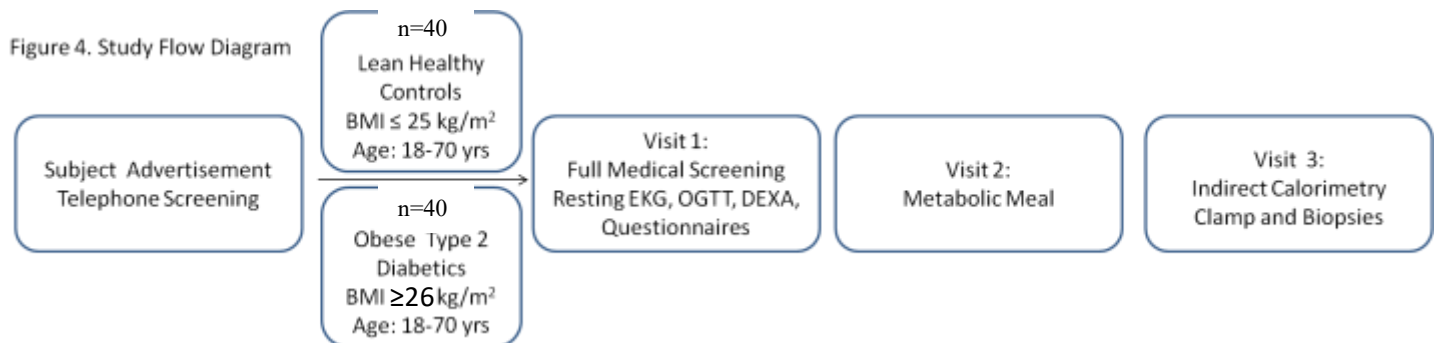 Figure 4. Study Flow Diagram
Subject Advertisement
Telephone Screening
n=40
Lean Healthy
Controls
BMI ≤ 25 kg/m²
Age: 18-70 yrs
n=40
Obese Type 2
Diabetics
BMI ≥26 kg/m²
Age: 18-70 yrs
Visit 1:
Full Medical Screening
Resting EKG, OGTT, DEXA,
Questionnaires
Visit 2:
Metabolic Meal
Visit 3:
Indirect Calorimetry
Clamp and Biopsies